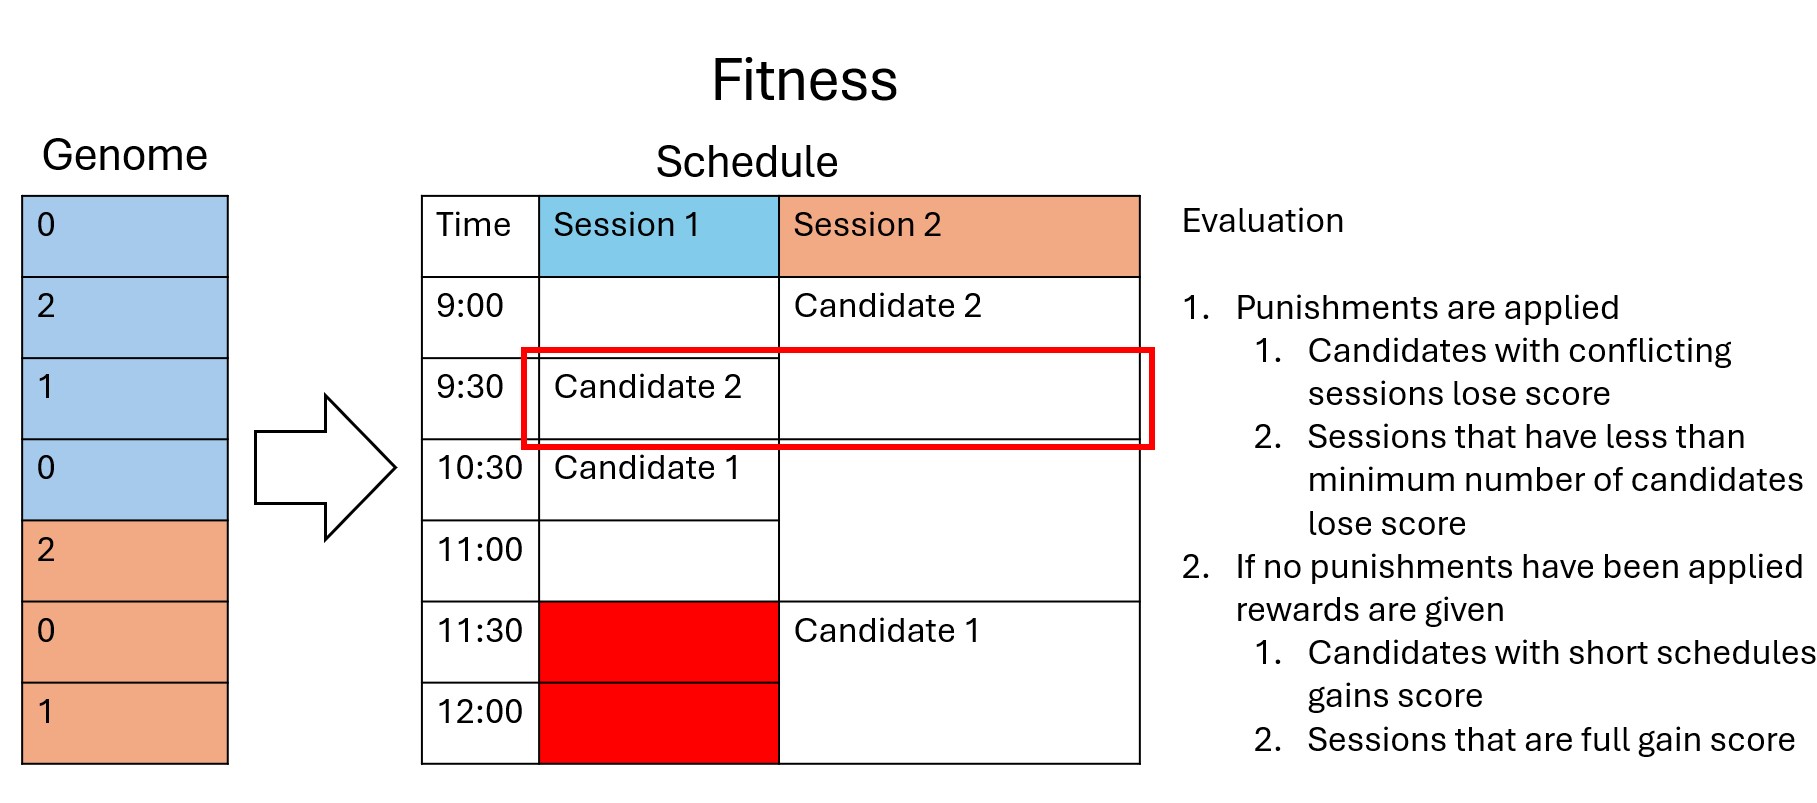 Fitness
Genome
0
2
1
0
2
0
1
Schedule
Time Session 1 Session 2
9:00 Candidate 2
9:30 Candidate 2
10:30 Candidate 1
11:00
11:30 Candidate 1
12:00
Evaluation
1. Punishments are applied
1. Candidates with conflicting
sessions lose score
2. Sessions that have less than
minimum number of candidates
lose score
2. If no punishments have been applied
rewards are given
1. Candidates with short schedules
gains score
2. Sessions that are full gain score